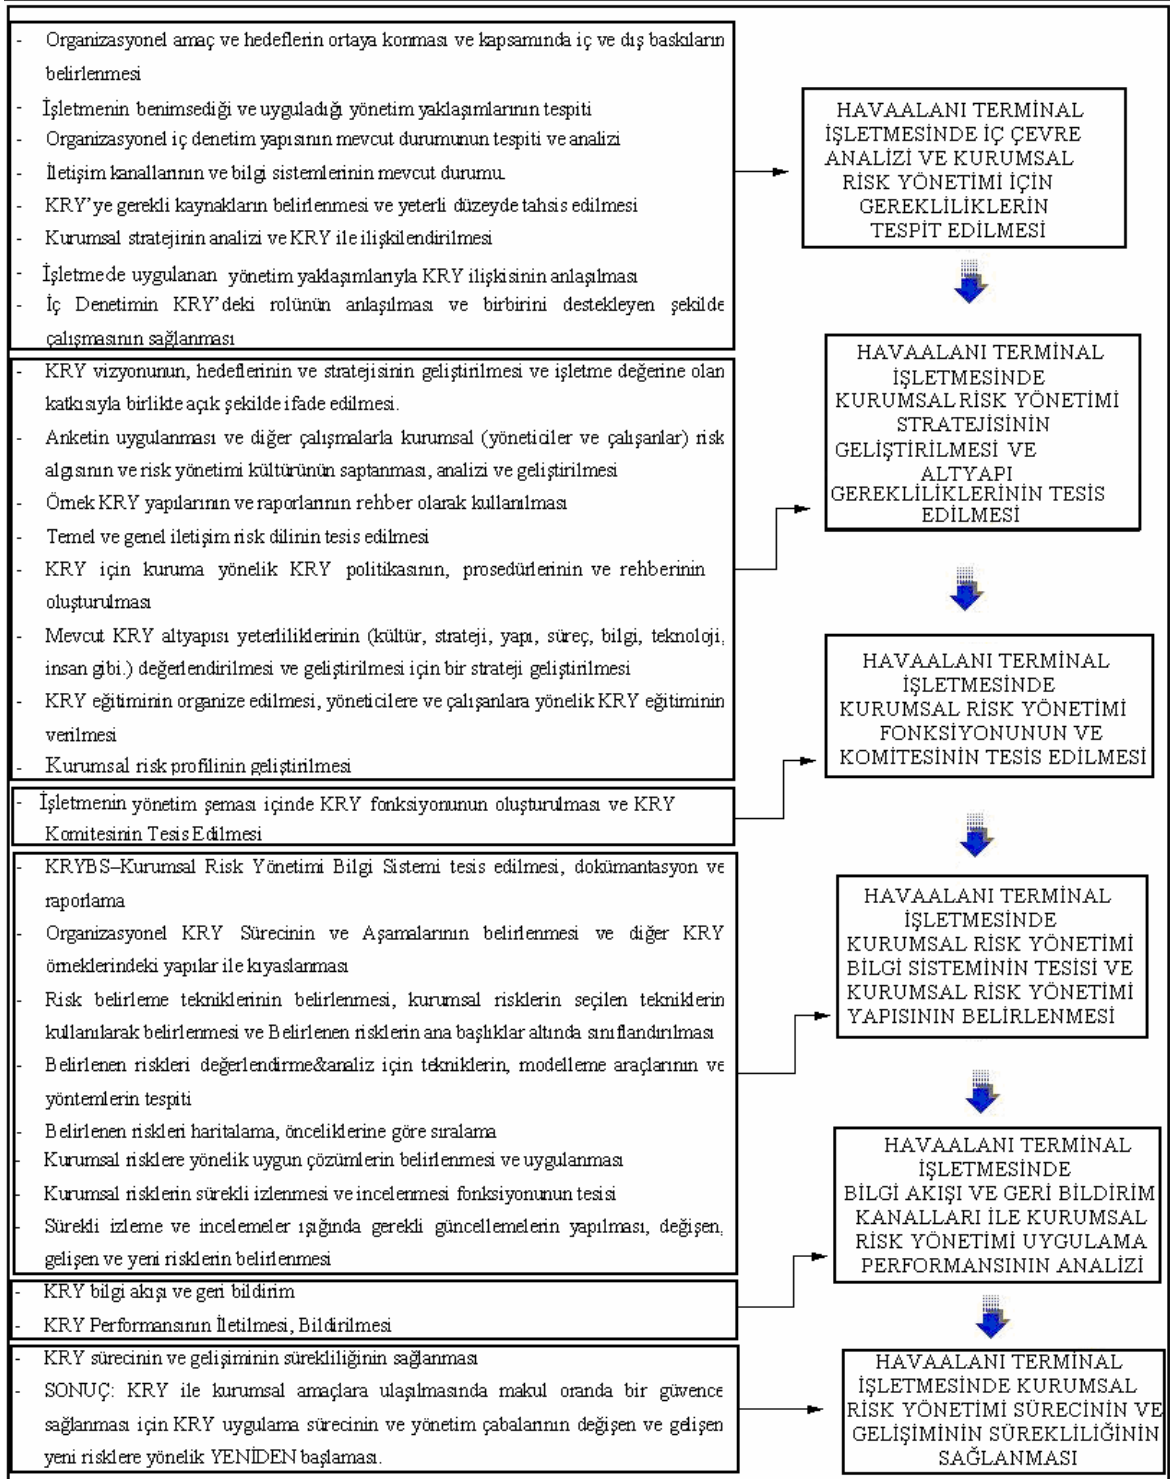 - Organizasyonel amaç ve hedeflerin ortaya konması ve kapsamında iç ve dış baskıların
belirlenmesi
- İşletmenin benimsediği ve uyguladığı yönetim yaklaşımlarının tespiti
- Organizasyonel iç denetim yapısının mevcut durumunun tespiti ve analizi
- İletişim kanallarının ve bilgi sistemlerinin mevcut durumu.
- KRY'ye gerekli kaynakların belirlenmesi ve yeterli düzeyde tahsis edilmesi
- Kurumsal stratejinin analizi ve KRY ile ilişkilendirilmesi
- İşletmede uygulanan yönetim yaklaşımlarıyla KRY ilişkisinin anlaşılması
- İç Denetimin KRY'deki rolünün anlaşılması ve birbirini destekleyen şekilde
çalışmasının sağlanması
HAVAALANI TERMİNAL
İŞLETMESİNDE İÇ ÇEVRE
ANALİZİ VE KURUMSAL
RİSK YÖNETİMİ İÇİN
GEREKLİLİKLERİN
TESPİT EDİLMESİ
- KRY vizyonunun, hedeflerinin ve stratejisinin geliştirilmesi ve işletme değerine olan
katkısıyla birlikte açık şekilde ifade edilmesi.
- Anketin uygulanması ve diğer çalışmalarla kurumsal (yöneticiler ve çalışanlar) risk
algısının ve risk yönetimi kültürünün saptanması, analizi ve geliştirilmesi
- Örnek KRY yapılarının ve raporlarının rehber olarak kullanılması
- Temel ve genel iletişim risk dilinin tesis edilmesi
- KRY için kuruma yönelik KRY politikasının, prosedürlerinin ve rehberinin
oluşturulması
- Mevcut KRY altyapısı yeterliliklerinin (kültür, strateji, yapı, süreç, bilgi, teknoloji,
insan gibi.) değerlendirilmesi ve geliştirilmesi için bir strateji geliştirilmesi
- KRY eğitiminin organize edilmesi, yöneticilere ve çalışanlara yönelik KRY eğitiminin
verilmesi
- Kurumsal risk profilinin geliştirilmesi
HAVAALANI TERMİNAL
İŞLETMESİNDE
KURUMSAL RİSK YÖNETİMİ
STRATEJİSİNİN
GELİŞTİRİLMESİ VE
ALTYAPI
GEREKLİLİKLERİNİN TESİS
EDİLMESİ
- İşletmenin yönetim şeması içinde KRY fonksiyonunun oluşturulması ve KRY
Komitesinin Tesis Edilmesi
HAVAALANI TERMİNAL
İŞLETMESİNDE
KURUMSAL RİSK YÖNETİMİ
FONKSİYONUNUN VE
KOMİTESİNİN TESİS EDİLMESİ
- KRYBS–Kurumsal Risk Yönetimi Bilgi Sistemi tesis edilmesi, dokümantasyon ve
raporlama
- Organizasyonel KRY Sürecinin ve Aşamalarının belirlenmesi ve diğer KRY
örneklerindeki yapılar ile kıyaslanması
- Risk belirleme tekniklerinin belirlenmesi, kurumsal risklerin seçilen tekniklerin
kullanılarak belirlenmesi ve Belirlenen risklerin ana başlıklar altında sınıflandırılması
- Belirlenen riskleri değerlendirme&analiz için tekniklerin, modelleme araçlarının ve
yöntemlerin tespiti
- Belirlenen riskleri haritalama, önceliklerine göre sıralama
- Kurumsal risklere yönelik uygun çözümlerin belirlenmesi ve uygulanması
- Kurumsal risklerin sürekli izlenmesi ve incelenmesi fonksiyonunun tesisi
- Sürekli izleme ve incelemeler ışığında gerekli güncellemelerin yapılması, değişen,
gelişen ve yeni risklerin belirlenmesi
HAVAALANI TERMİNAL
İŞLETMESİNDE
KURUMSAL RİSK YÖNETİMİ
BİLGİ SİSTEMİNİN TESİSİ VE
KURUMSAL RİSK YÖNETİMİ
YAPISININ BELİRLENMESİ
- KRY bilgi akışı ve geri bildirim
- KRY Performansının İletilmesi, Bildirilmesi
HAVAALANI TERMİNAL
İŞLETMESİNDE
BİLGİ AKIŞI VE GERİ BİLDİRİM
KANALLARI İLE KURUMSAL
RİSK YÖNETİMİ UYGULAMA
PERFORMANSININ ANALİZİ
- KRY sürecinin ve gelişiminin sürekliliğinin sağlanması
- SONUÇ: KRY ile kurumsal amaçlara ulaşılmasında makul oranda bir güvence
sağlanması için KRY uygulama sürecinin ve yönetim çabalarının değişen ve gelişen
yeni risklere yönelik YENİDEN başlaması.
HAVAALANI TERMİNAL
İŞLETMESİNDE KURUMSAL
RİSK YÖNETİMİ SÜRECİNİN VE
GELİŞİMİNİN SÜREKLİLİĞİNİN
SAĞLANMASI